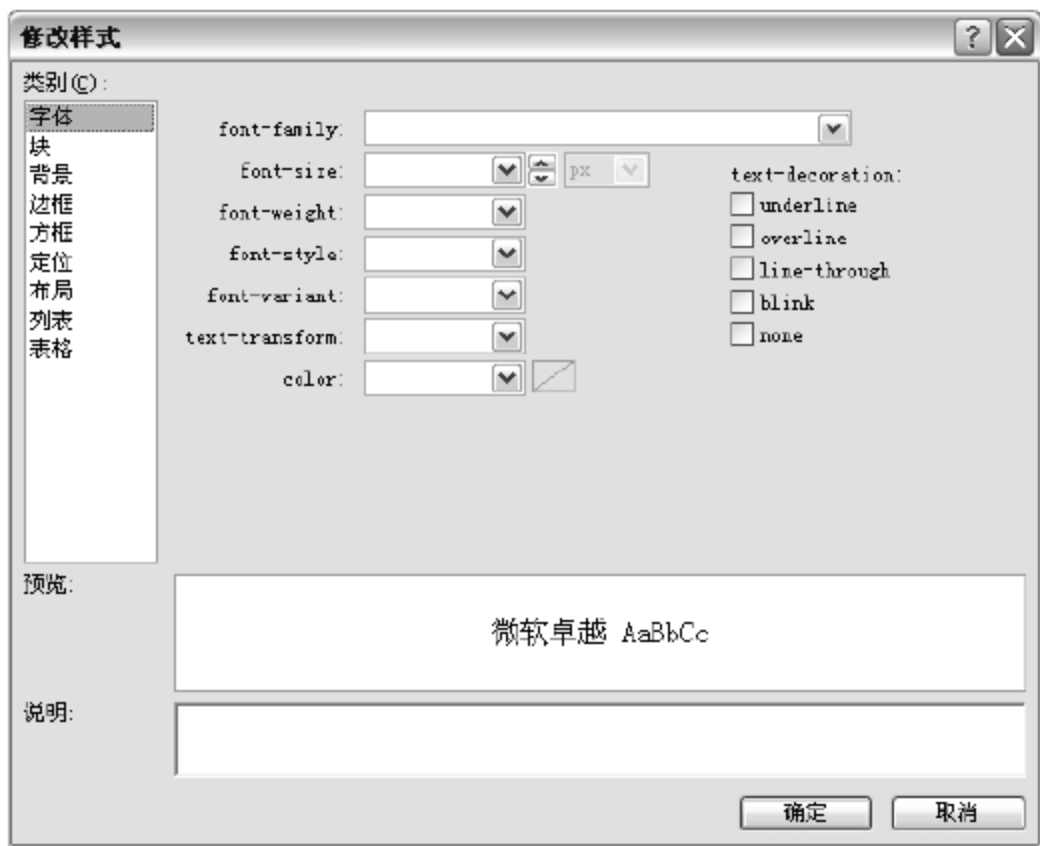 修改样式
类别(C):
字体
块
背景
边框
方框
定位
布局
列表
表格
font-family:
font-size:
px
font-weight:
font-style:
font-variant:
text-transform:
color:
text-decoration:
underline
overline
line-through
blink
none
预览:
微软卓越 AaBbCc
说明:
确定
取消